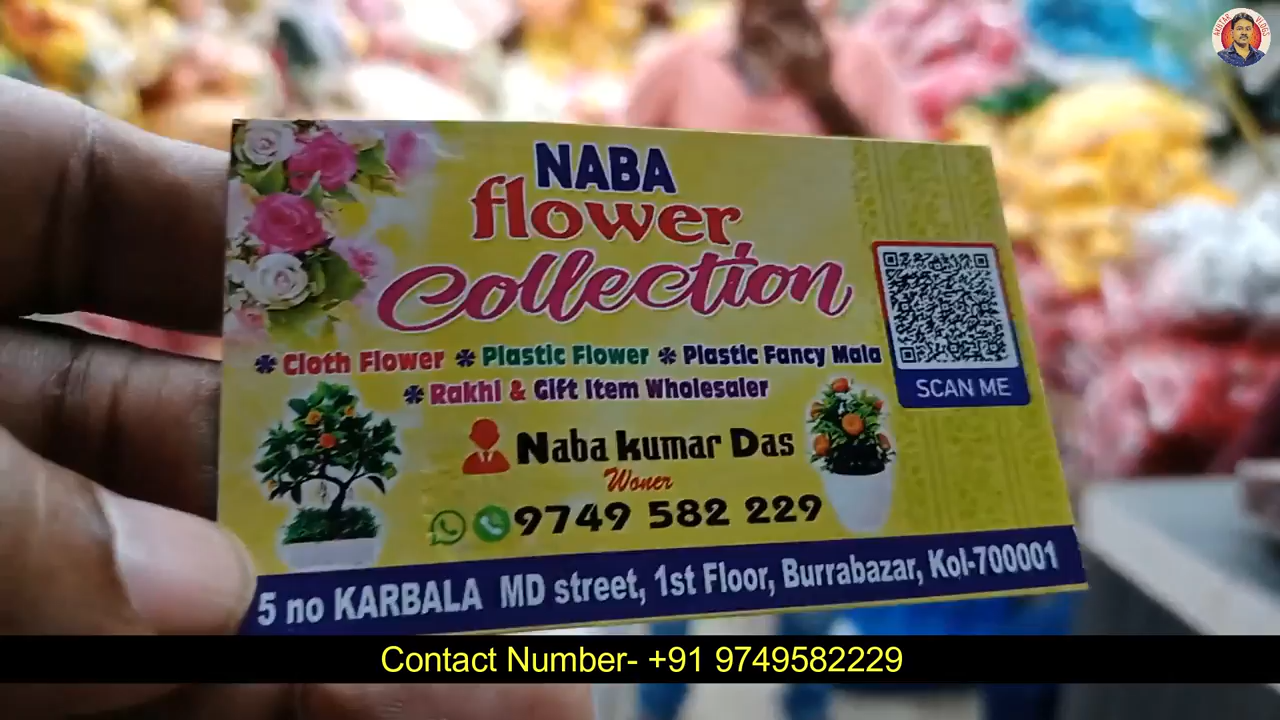 NABA
flower
Collection
❋ Cloth Flower ❋ Plastic Flower ❋ Plastic Fancy Mala
❋ Rakhi & Gift Item Wholesaler
SCAN ME
Naba kumar Das
Woner
9749 582 229
5 no KARBALA MD street, 1st Floor, Burrabazar, Kol-700001
Contact Number- +91 9749582229